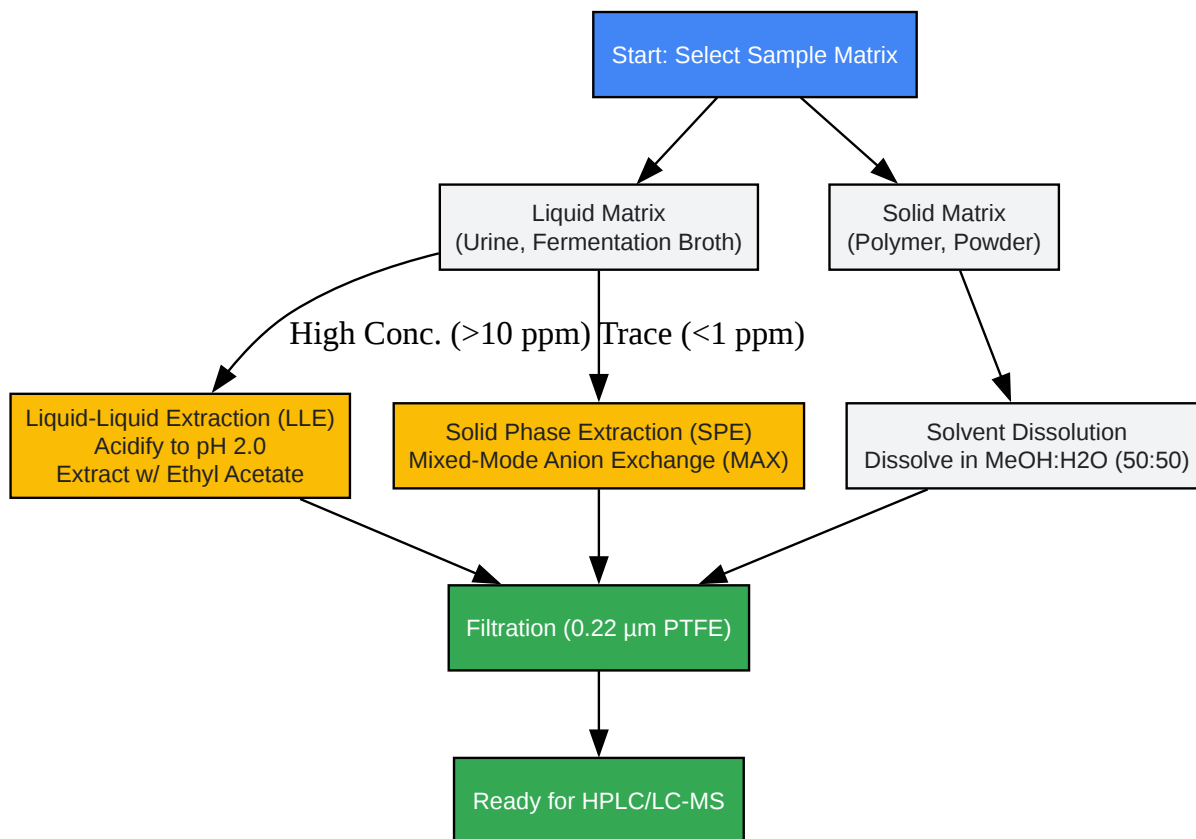 Start: Select Sample Matrix
Liquid Matrix
(Urine, Fermentation Broth)
Solid Matrix
(Polymer, Powder)
High Conc. (>10 ppm)
Trace (<1 ppm)
Liquid-Liquid Extraction (LLE)
Acidify to pH 2.0
Extract w/ Ethyl Acetate
Solid Phase Extraction (SPE)
Mixed-Mode Anion Exchange (MAX)
Solvent Dissolution
Dissolve in MeOH:H2O (50:50)
Filtration (0.22 µm PTFE)
Ready for HPLC/LC-MS